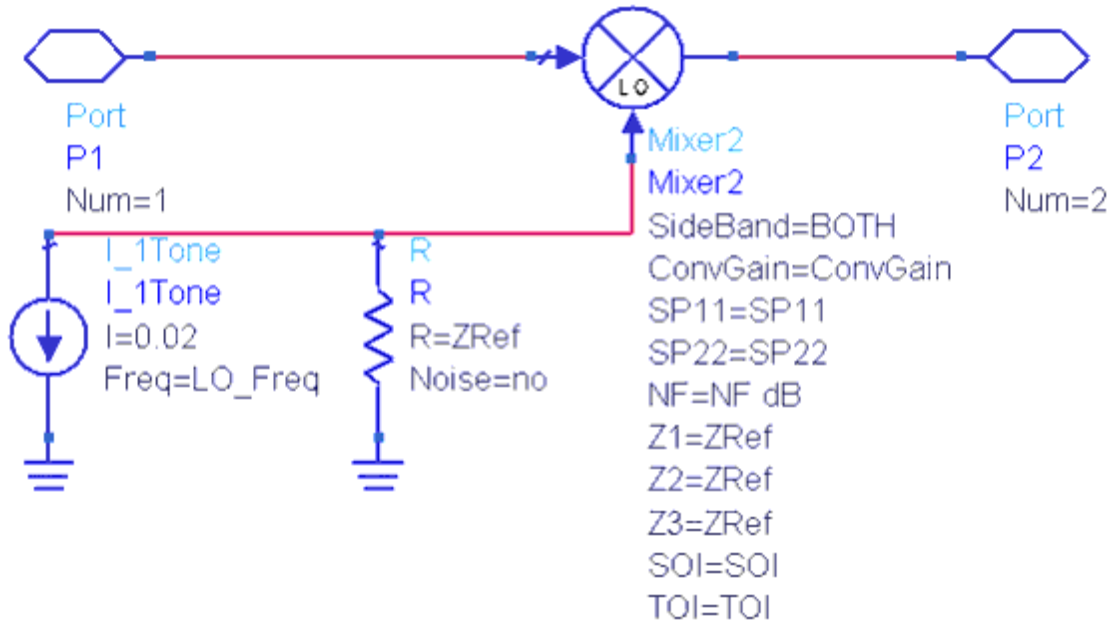 LO
Port
P1
Num=1
Mixer2
Mixer2
SideBand=BOTH
ConvGain=ConvGain
SP11=SP11
SP22=SP22
NF=NF dB
Z1=ZRef
Z2=ZRef
Z3=ZRef
SOI=SOI
TOI=TOI
Port
P2
Num=2
I_1Tone
I_1Tone
I=0.02
Freq=LO_Freq
R
R
R=ZRef
Noise=no